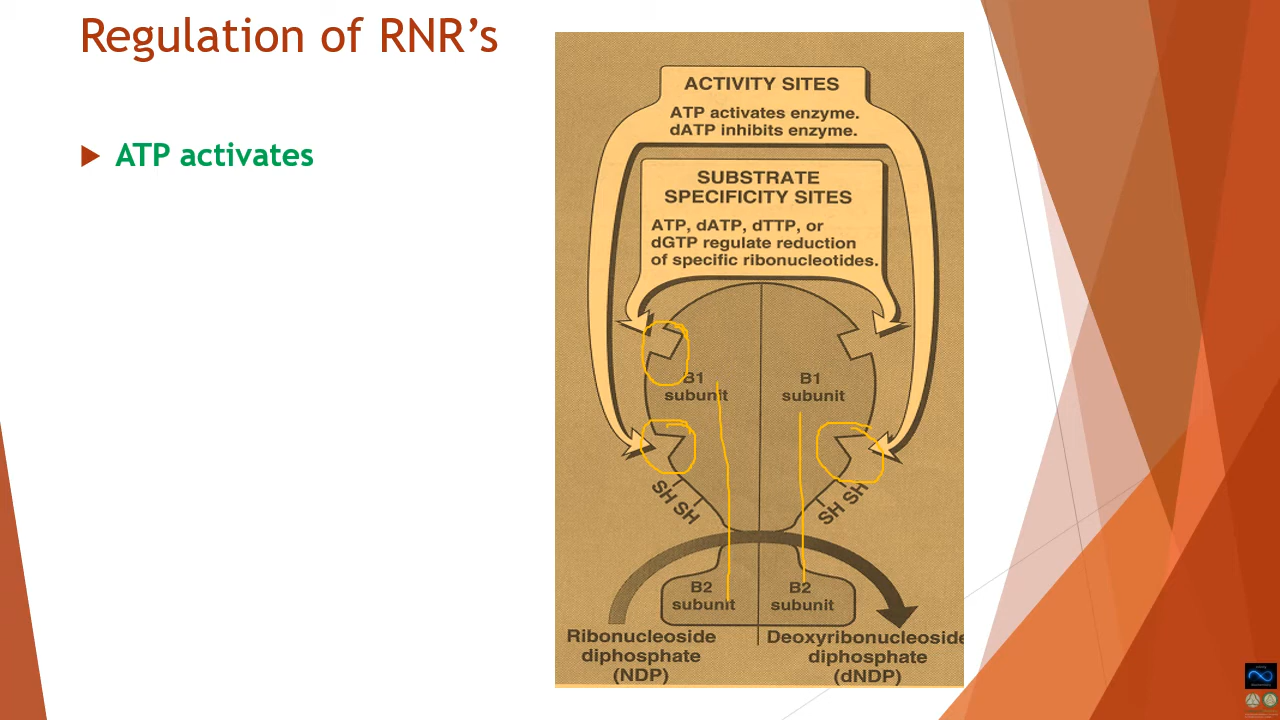 Regulation of RNR's
ATP activates
ACTIVITY SITES
ATP activates enzyme.
dATP inhibits enzyme.
SUBSTRATE
SPECIFICITY SITES
ATP, dATP, dTTP, or
dGTP regulate reduction
of specific ribonucleotides.
B1
subunit
B1
subunit
SH SH
SH SH
B2
subunit
B2
subunit
Ribonucleoside
diphosphate
(NDP)
Deoxyribonucleoside
diphosphate
(dNDP)